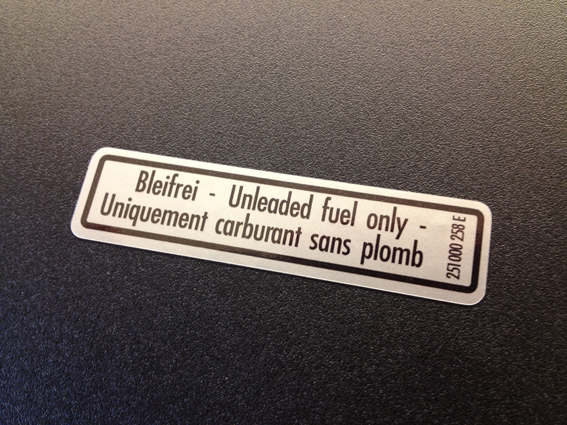 Bleifrei - Unleaded fuel only -
Uniquement carburant sans plomb
251 000 258 E